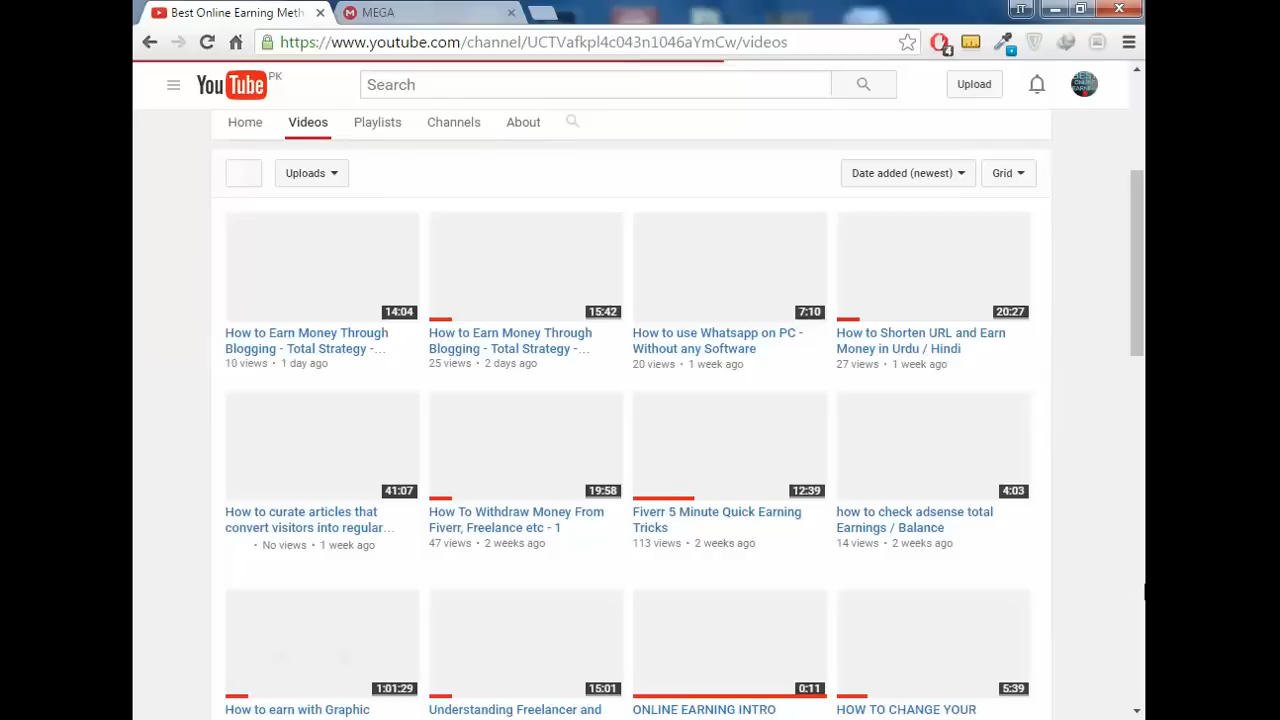 Best Online Earning Meth
MEGA
IT
https://www.youtube.com/channel/UCTVafkpl4c043n1046aYmCw/videos
4
YouTube PK
Search
Upload
Home Videos Playlists Channels About
Uploads
Date added (newest)
Grid
14:04
15:42
7:10
20:27
How to Earn Money Through
Blogging - Total Strategy -...
10 views • 1 day ago
How to Earn Money Through
Blogging - Total Strategy -...
25 views • 2 days ago
How to use Whatsapp on PC -
Without any Software
20 views • 1 week ago
How to Shorten URL and Earn
Money in Urdu / Hindi
27 views • 1 week ago
41:07
19:58
12:39
4:03
How to curate articles that
convert visitors into regular...
• No views • 1 week ago
How To Withdraw Money From
Fiverr, Freelance etc - 1
47 views • 2 weeks ago
Fiverr 5 Minute Quick Earning
Tricks
113 views • 2 weeks ago
how to check adsense total
Earnings / Balance
14 views • 2 weeks ago
1:01:29
15:01
0:11
5:39
How to earn with Graphic
Understanding Freelancer and
ONLINE EARNING INTRO
HOW TO CHANGE YOUR